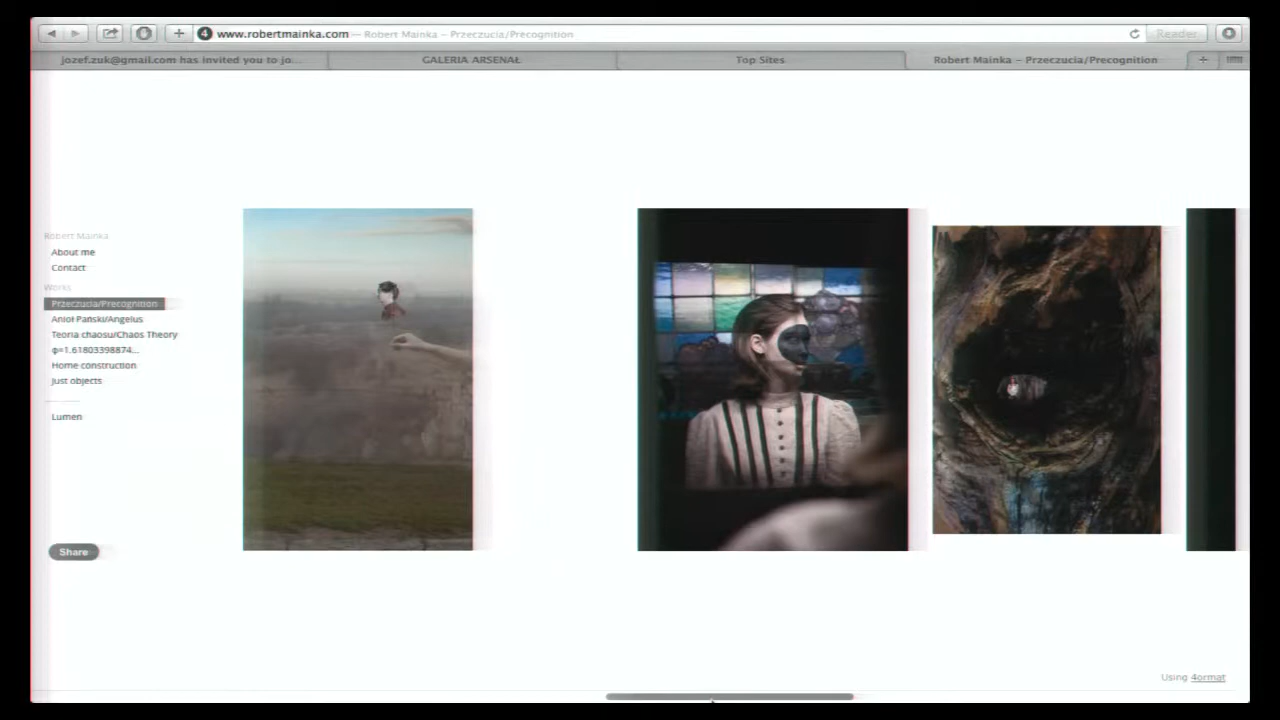 4 www.robertmainka.com — Robert Mainka – Przeczucia/Precognition
Reader
jozef.zuk@gmail.com has invited you to jo...
GALERIA ARSENAŁ
Top Sites
Robert Mainka – Przeczucia/Precognition
Robert Mainka
About me
Contact
Works
Przeczucia/Precognition
Anioł Pański/Angelus
Teoria chaosu/Chaos Theory
φ=1.61803398874...
Home construction
Just objects
Lumen
Share
Using 4ormat